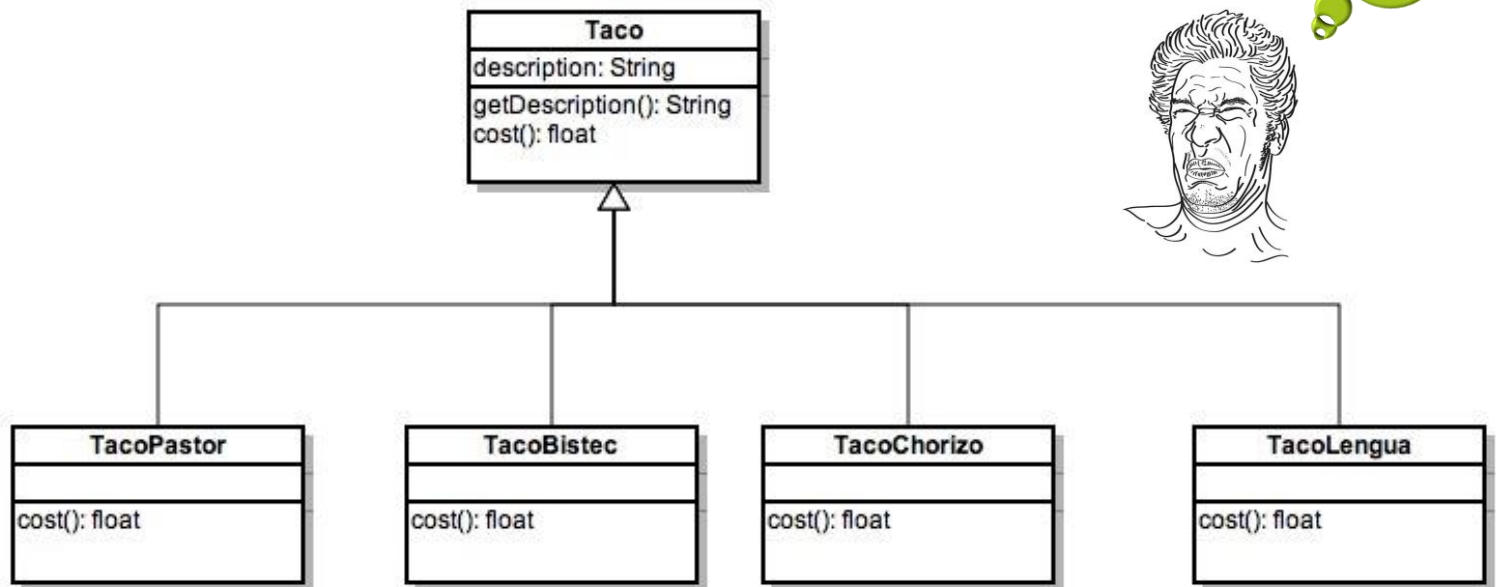 Taco
description: String
getDescription(): String
cost(): float
TacoPastor
cost(): float
TacoBistec
cost(): float
TacoChorizo
cost(): float
TacoLengua
cost(): float